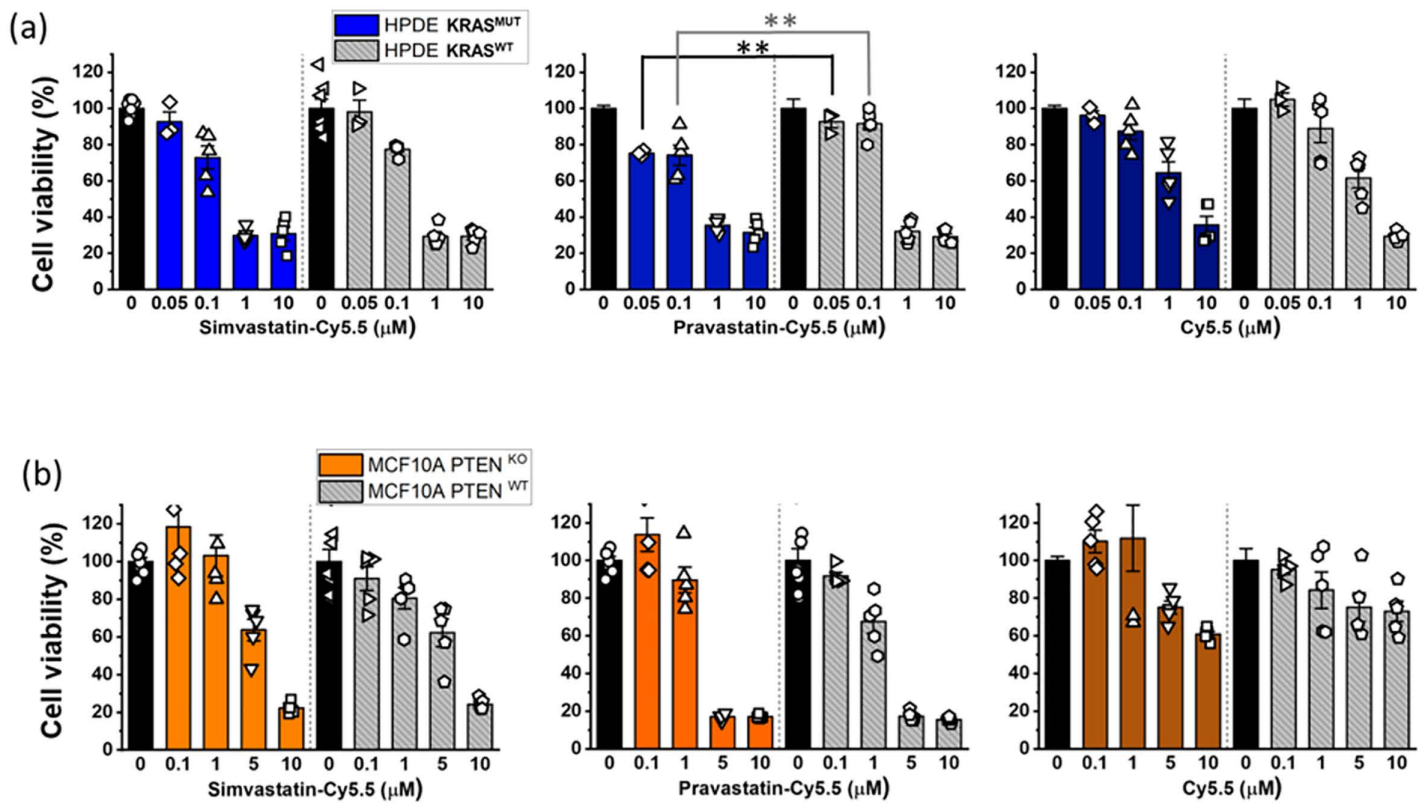 (a)
HPDE KRASMUT
HPDE KRASWT
** **
Cell viability (%)
120 100 80 60 40 20 0
0 0.05 0.1 1 10 0 0.05 0.1 1 10
Simvastatin-Cy5.5 (μM)
120 100 80 60 40 20 0
0 0.05 0.1 1 10 0 0.05 0.1 1 10
Pravastatin-Cy5.5 (μM)
120 100 80 60 40 20 0
0 0.05 0.1 1 10 0 0.05 0.1 1 10
Cy5.5 (μM)
(b)
MCF10A PTEN KO
MCF10A PTEN WT
Cell viability (%)
120 100 80 60 40 20 0
0 0.1 1 5 10 0 0.1 1 5 10
Simvastatin-Cy5.5 (μM)
120 100 80 60 40 20 0
0 0.1 1 5 10 0 0.1 1 5 10
Pravastatin-Cy5.5 (μM)
120 100 80 60 40 20 0
0 0.1 1 5 10 0 0.1 1 5 10
Cy5.5 (μM)